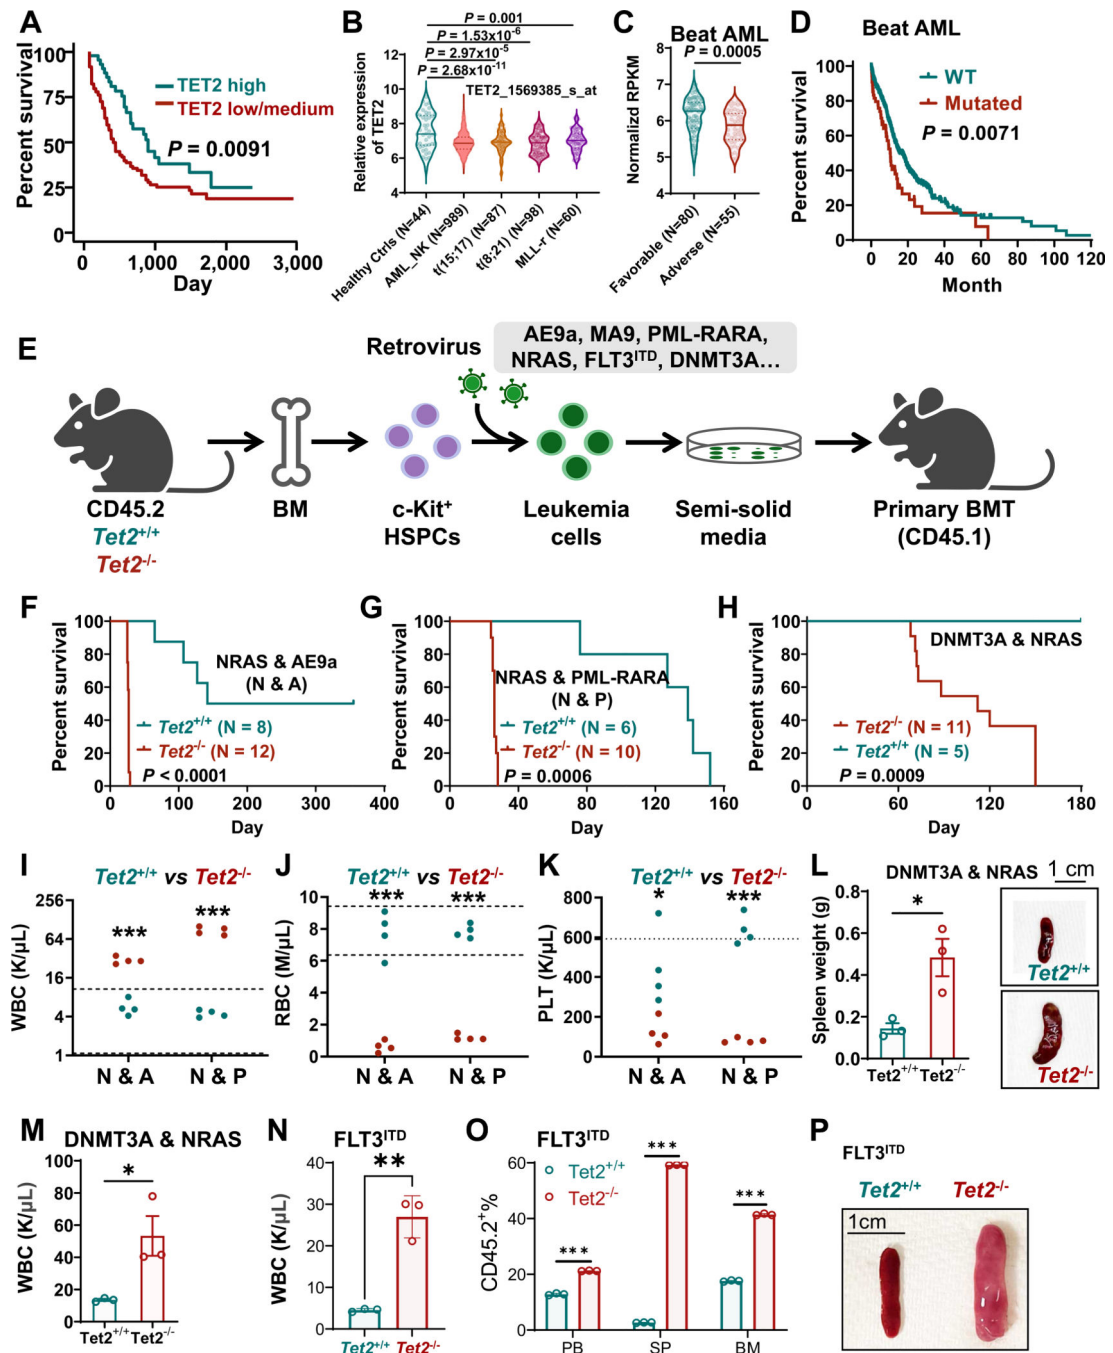 A
Percent survival
100
75
50
25
0
TET2 high
TET2 low/medium
P = 0.0091
0
1,000
2,000
3,000
Day
B
P = 0.001
P = 1.53x10-6
P = 2.97x10-5
P = 2.68x10-11
TET2_1569385_s_at
Relative expression
of TET2
12
10
8
6
4
Healthy Ctrls (N=44)
AML_NK (N=989)
t(15;17) (N=87)
t(8;21) (N=98)
MLL-r (N=60)
C
Beat AML
P = 0.0005
Normalizd RPKM
8
6
4
Favorable (N=80)
Adverse (N=55)
D
Beat AML
WT
Mutated
P = 0.0071
Percent survival
100
80
60
40
20
0
0 20 40 60 80 100 120
Month
E
Retrovirus
AE9a, MA9, PML-RARA,
NRAS, FLT3ITD, DNMT3A...
CD45.2
Tet2+/+
Tet2-/-
BM
c-Kit+
HSPCs
Leukemia
cells
Semi-solid
media
Primary BMT
(CD45.1)
F
Percent survival
100
80
60
40
20
0
NRAS & AE9a
(N & A)
Tet2+/+ (N = 8)
Tet2-/- (N = 12)
P < 0.0001
0 100 200 300 400
Day
G
Percent survival
100
80
60
40
20
0
NRAS & PML-RARA
(N & P)
Tet2+/+ (N = 6)
Tet2-/- (N = 10)
P = 0.0006
0 40 80 120 160
Day
H
Percent survival
100
80
60
40
20
0
DNMT3A & NRAS
Tet2-/- (N = 11)
Tet2+/+ (N = 5)
P = 0.0009
0 60 120 180
Day
I
Tet2+/+ vs Tet2-/-
WBC (K/μL)
256
64
16
4
1
***
***
N & A N & P
J
Tet2+/+ vs Tet2-/-
RBC (M/μL)
10
8
6
4
2
0
***
***
N & A N & P
K
Tet2+/+ vs Tet2-/-
PLT (K/μL)
800
600
400
200
0
*
***
N & A N & P
L
DNMT3A & NRAS
1 cm
Spleen weight (g)
0.8
0.6
0.4
0.2
0.0
*
Tet2+/+ Tet2-/-
Tet2+/+
Tet2-/-
M
DNMT3A & NRAS
WBC (K/μL)
100
80
60
40
20
0
*
Tet2+/+ Tet2-/-
N
FLT3ITD
WBC (K/μL)
40
30
20
10
0
**
Tet2+/+ Tet2-/-
O
FLT3ITD
CD45.2+%
60
40
20
0
Tet2+/+
Tet2-/-
***
***
***
PB SP BM
P
FLT3ITD
Tet2+/+ Tet2-/-
1cm